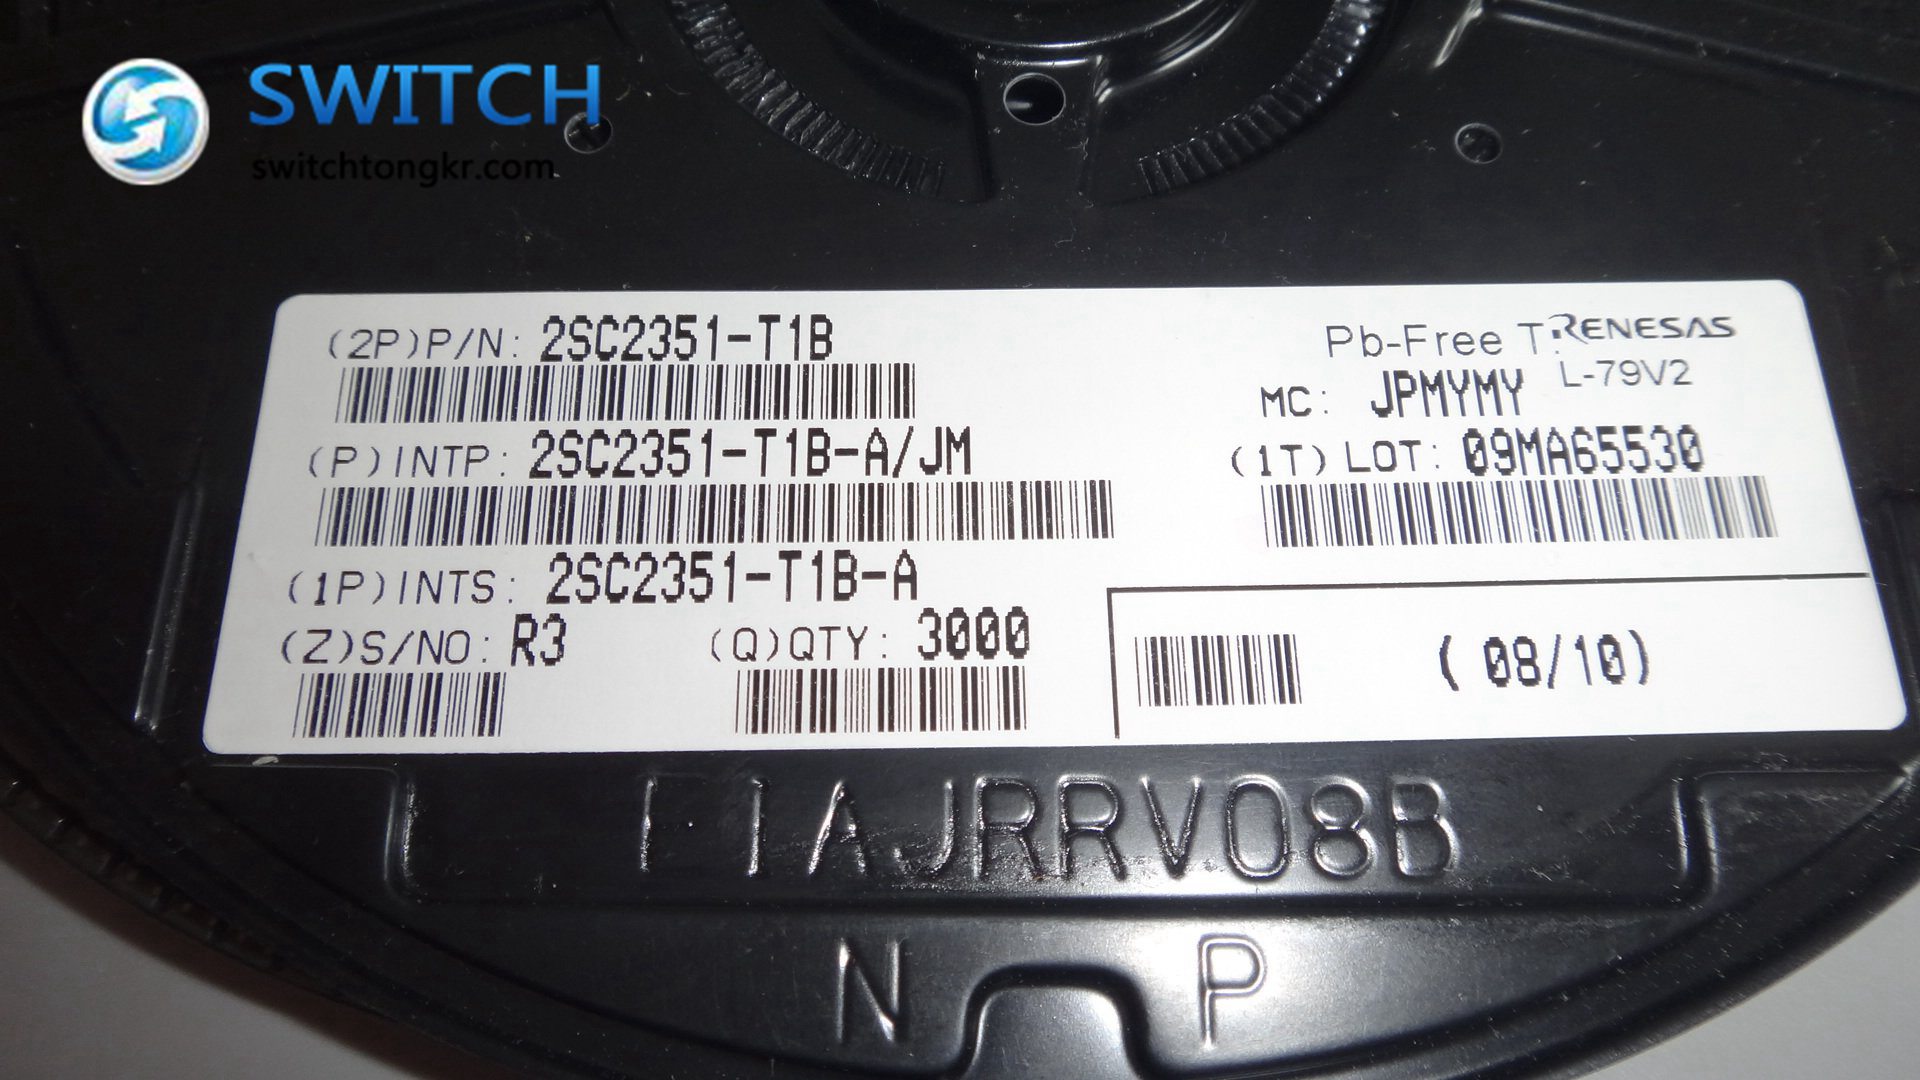 SWITCH
switchtongkr.com
(2P)P/N: 2SC2351-T1B
Pb-Free T. RENESAS
L-79V2
MC: JPMYMY
(P)INTP: 2SC2351-T1B-A/JM
(1T) LOT: 09MA65530
(1P)INTS: 2SC2351-T1B-A
(Z)S/NO: R3 (Q)QTY: 3000
( 08/10)
F1AJRRV08B
N P